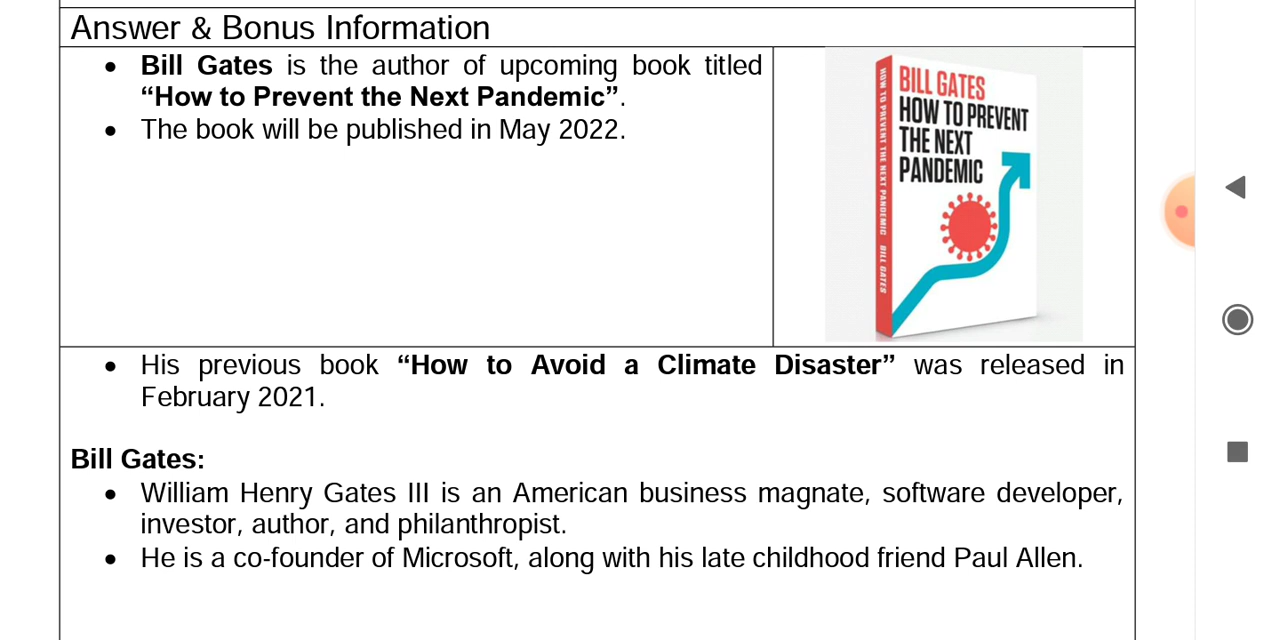 Answer & Bonus Information
• Bill Gates is the author of upcoming book titled
“How to Prevent the Next Pandemic”.
• The book will be published in May 2022.
BILL GATES
HOW TO PREVENT
THE NEXT
PANDEMIC
HOW TO PREVENT THE NEXT PANDEMIC BILL GATES
• His previous book “How to Avoid a Climate Disaster” was released in
February 2021.
Bill Gates:
• William Henry Gates III is an American business magnate, software developer,
investor, author, and philanthropist.
• He is a co-founder of Microsoft, along with his late childhood friend Paul Allen.